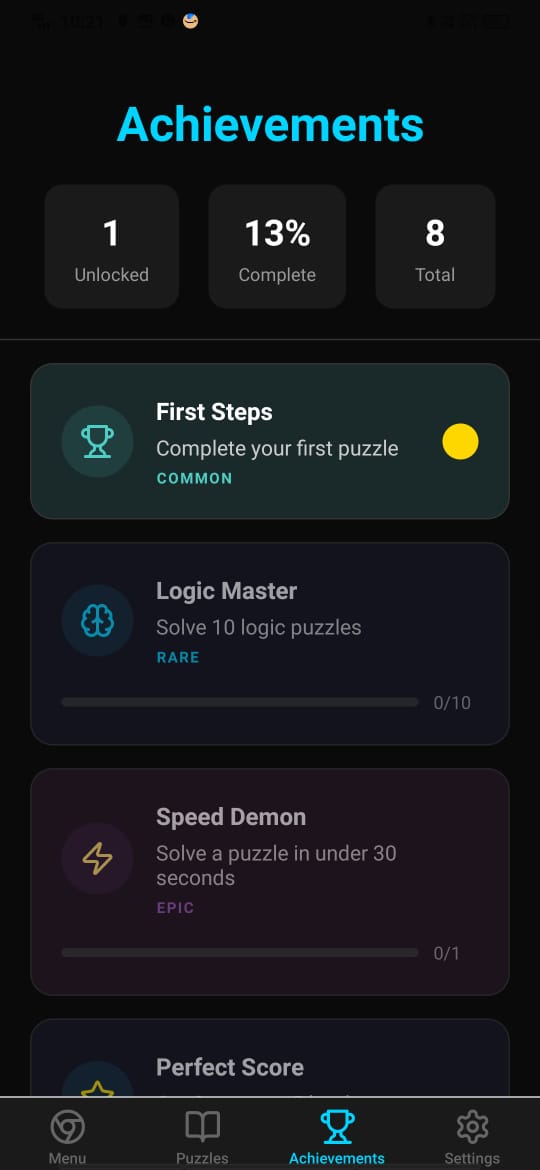 10:21
Achievements
1
Unlocked
13%
Complete
8
Total
First Steps
Complete your first puzzle
COMMON
Logic Master
Solve 10 logic puzzles
RARE
0/10
Speed Demon
Solve a puzzle in under 30
seconds
EPIC
0/1
Perfect Score
Menu
Puzzles
Achievements
Settings